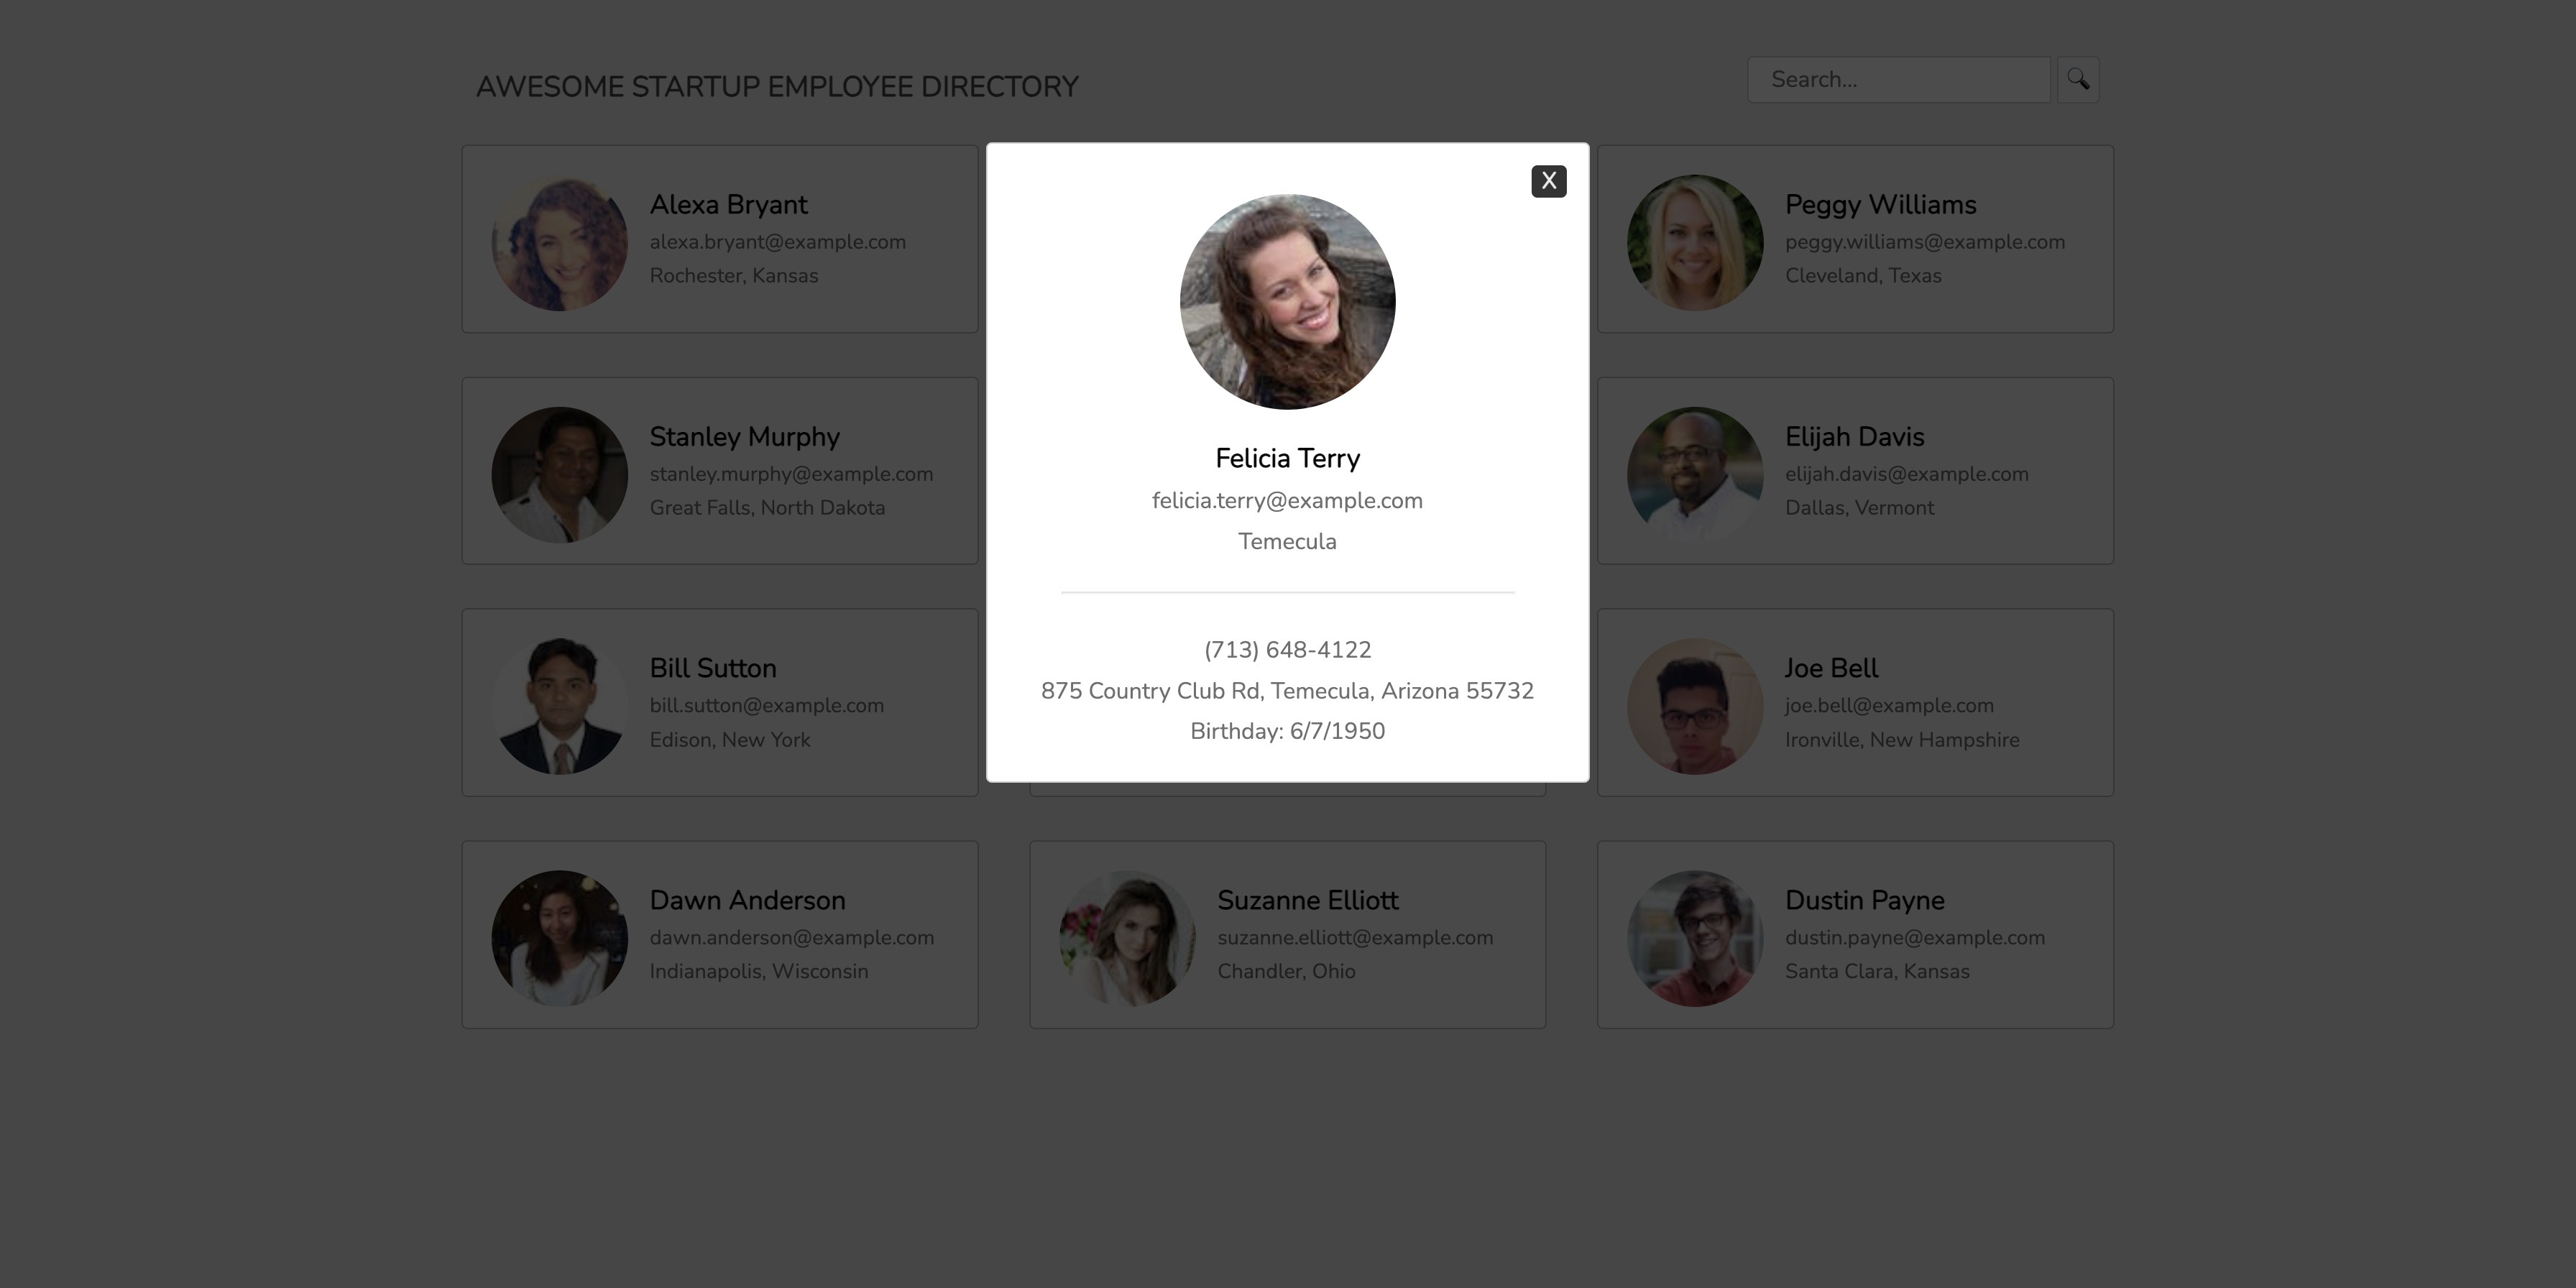 AWESOME STARTUP EMPLOYEE DIRECTORY
Search...
Alexa Bryant
alexa.bryant@example.com
Rochester, Kansas
X
Felicia Terry
felicia.terry@example.com
Temecula
(713) 648-4122
875 Country Club Rd, Temecula, Arizona 55732
Birthday: 6/7/1950
Peggy Williams
peggy.williams@example.com
Cleveland, Texas
Stanley Murphy
stanley.murphy@example.com
Great Falls, North Dakota
Elijah Davis
elijah.davis@example.com
Dallas, Vermont
Bill Sutton
bill.sutton@example.com
Edison, New York
Joe Bell
joe.bell@example.com
Ironville, New Hampshire
Dawn Anderson
dawn.anderson@example.com
Indianapolis, Wisconsin
Suzanne Elliott
suzanne.elliott@example.com
Chandler, Ohio
Dustin Payne
dustin.payne@example.com
Santa Clara, Kansas